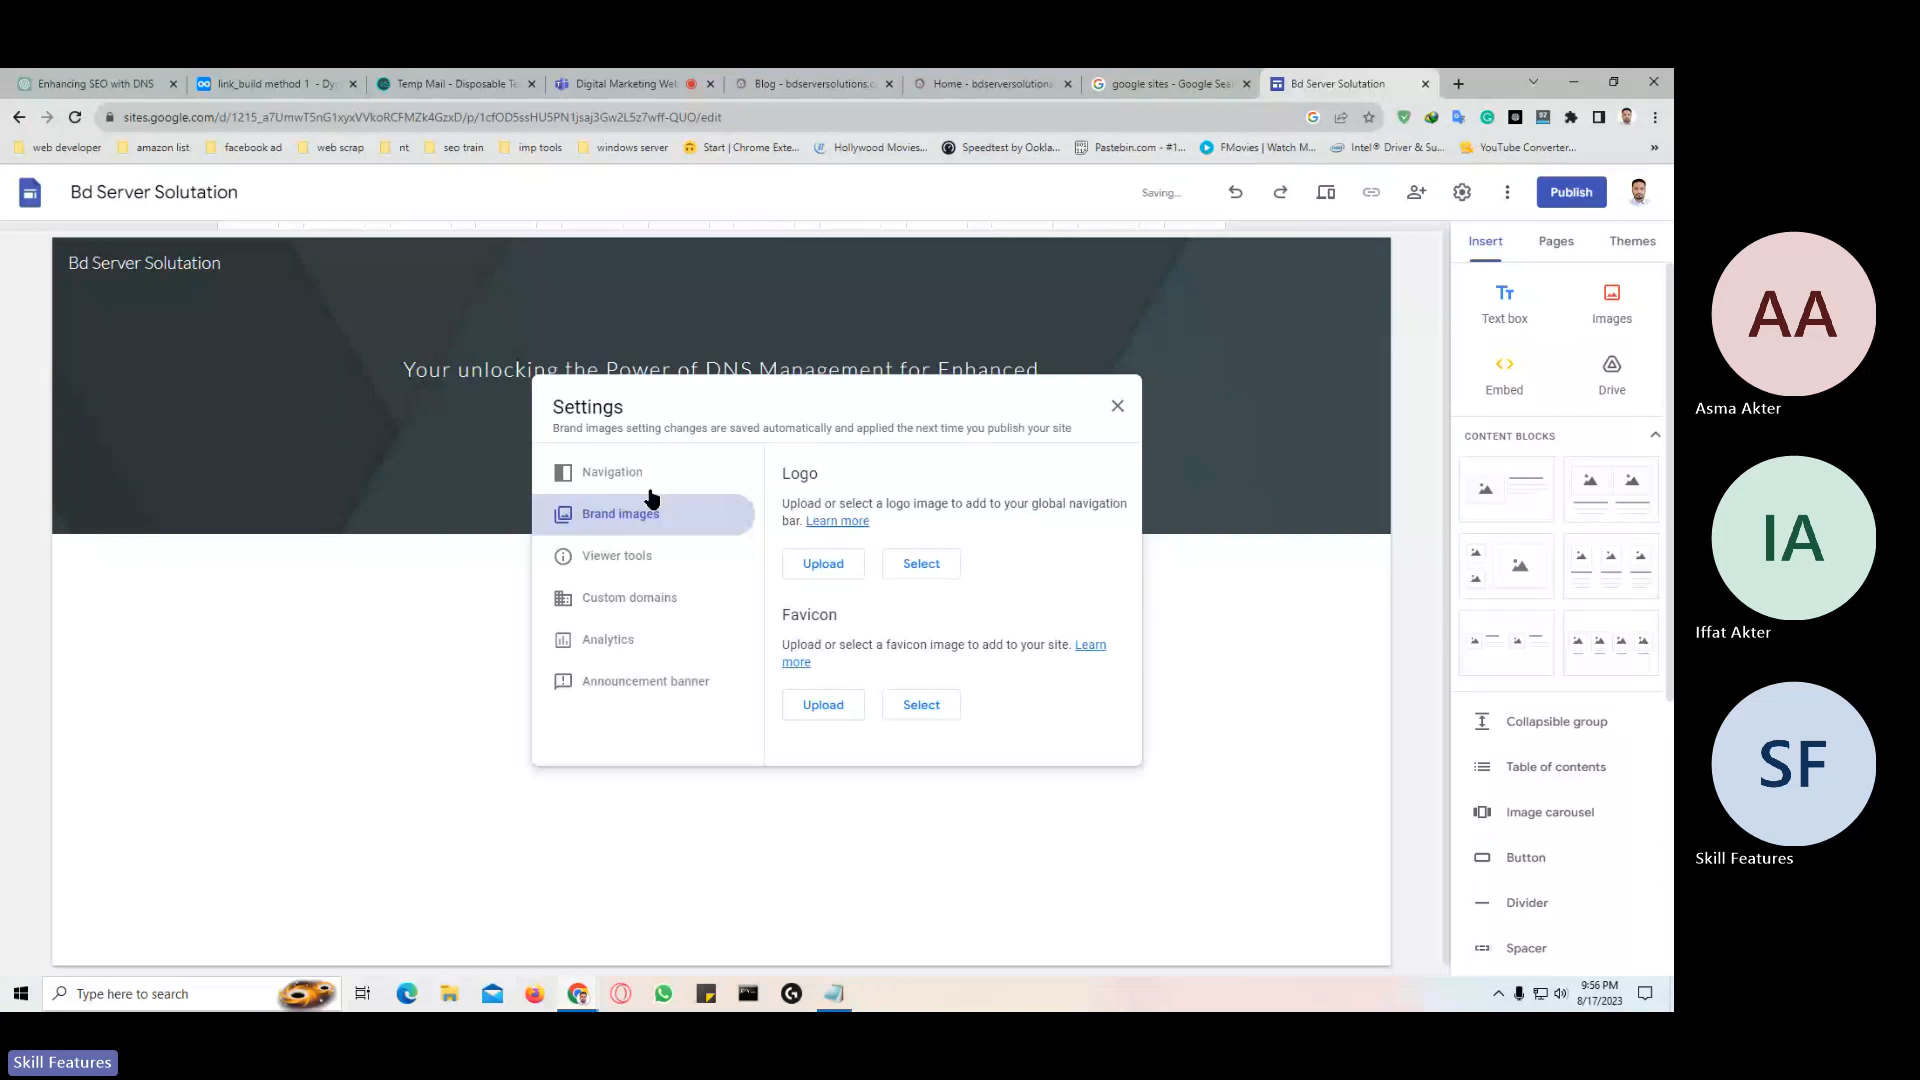 Enhancing SEO with DNS
link_build method 1 - Dy
Temp Mail - Disposable Te
Digital Marketing Web
Blog - bdserversolutions.c
Home - bdserversolutions
google sites - Google Sea
Bd Server Solutation
sites.google.com/d/1215_a7UmwT5nG1xyxVVkoRCFMZk4GzxD/p/1cfOD5ssHU5PN1jsaj3Gw2L5z7wff-QUO/edit
web developer
amazon list
facebook ad
web scrap
nt
seo train
imp tools
windows server
Start | Chrome Exte...
Hollywood Movies...
Speedtest by Ookla...
Pastebin.com - #1...
FMovies | Watch M...
Intel® Driver & Su...
YouTube Converter...
»
Bd Server Solutation
Saving...
Publish
Bd Server Solutation
Your unlocking the Power of DNS Management for Enhanced
Settings
Brand images setting changes are saved automatically and applied the next time you publish your site
Navigation
Brand images
Viewer tools
Custom domains
Analytics
Announcement banner
Logo
Upload or select a logo image to add to your global navigation
bar. Learn more
Upload
Select
Favicon
Upload or select a favicon image to add to your site. Learn
more
Upload
Select
Insert
Pages
Themes
Text box
Images
Embed
Drive
CONTENT BLOCKS
Collapsible group
Table of contents
Image carousel
Button
Divider
Spacer
AA
Asma Akter
IA
Iffat Akter
SF
Skill Features
Type here to search
9:56 PM
8/17/2023
Skill Features